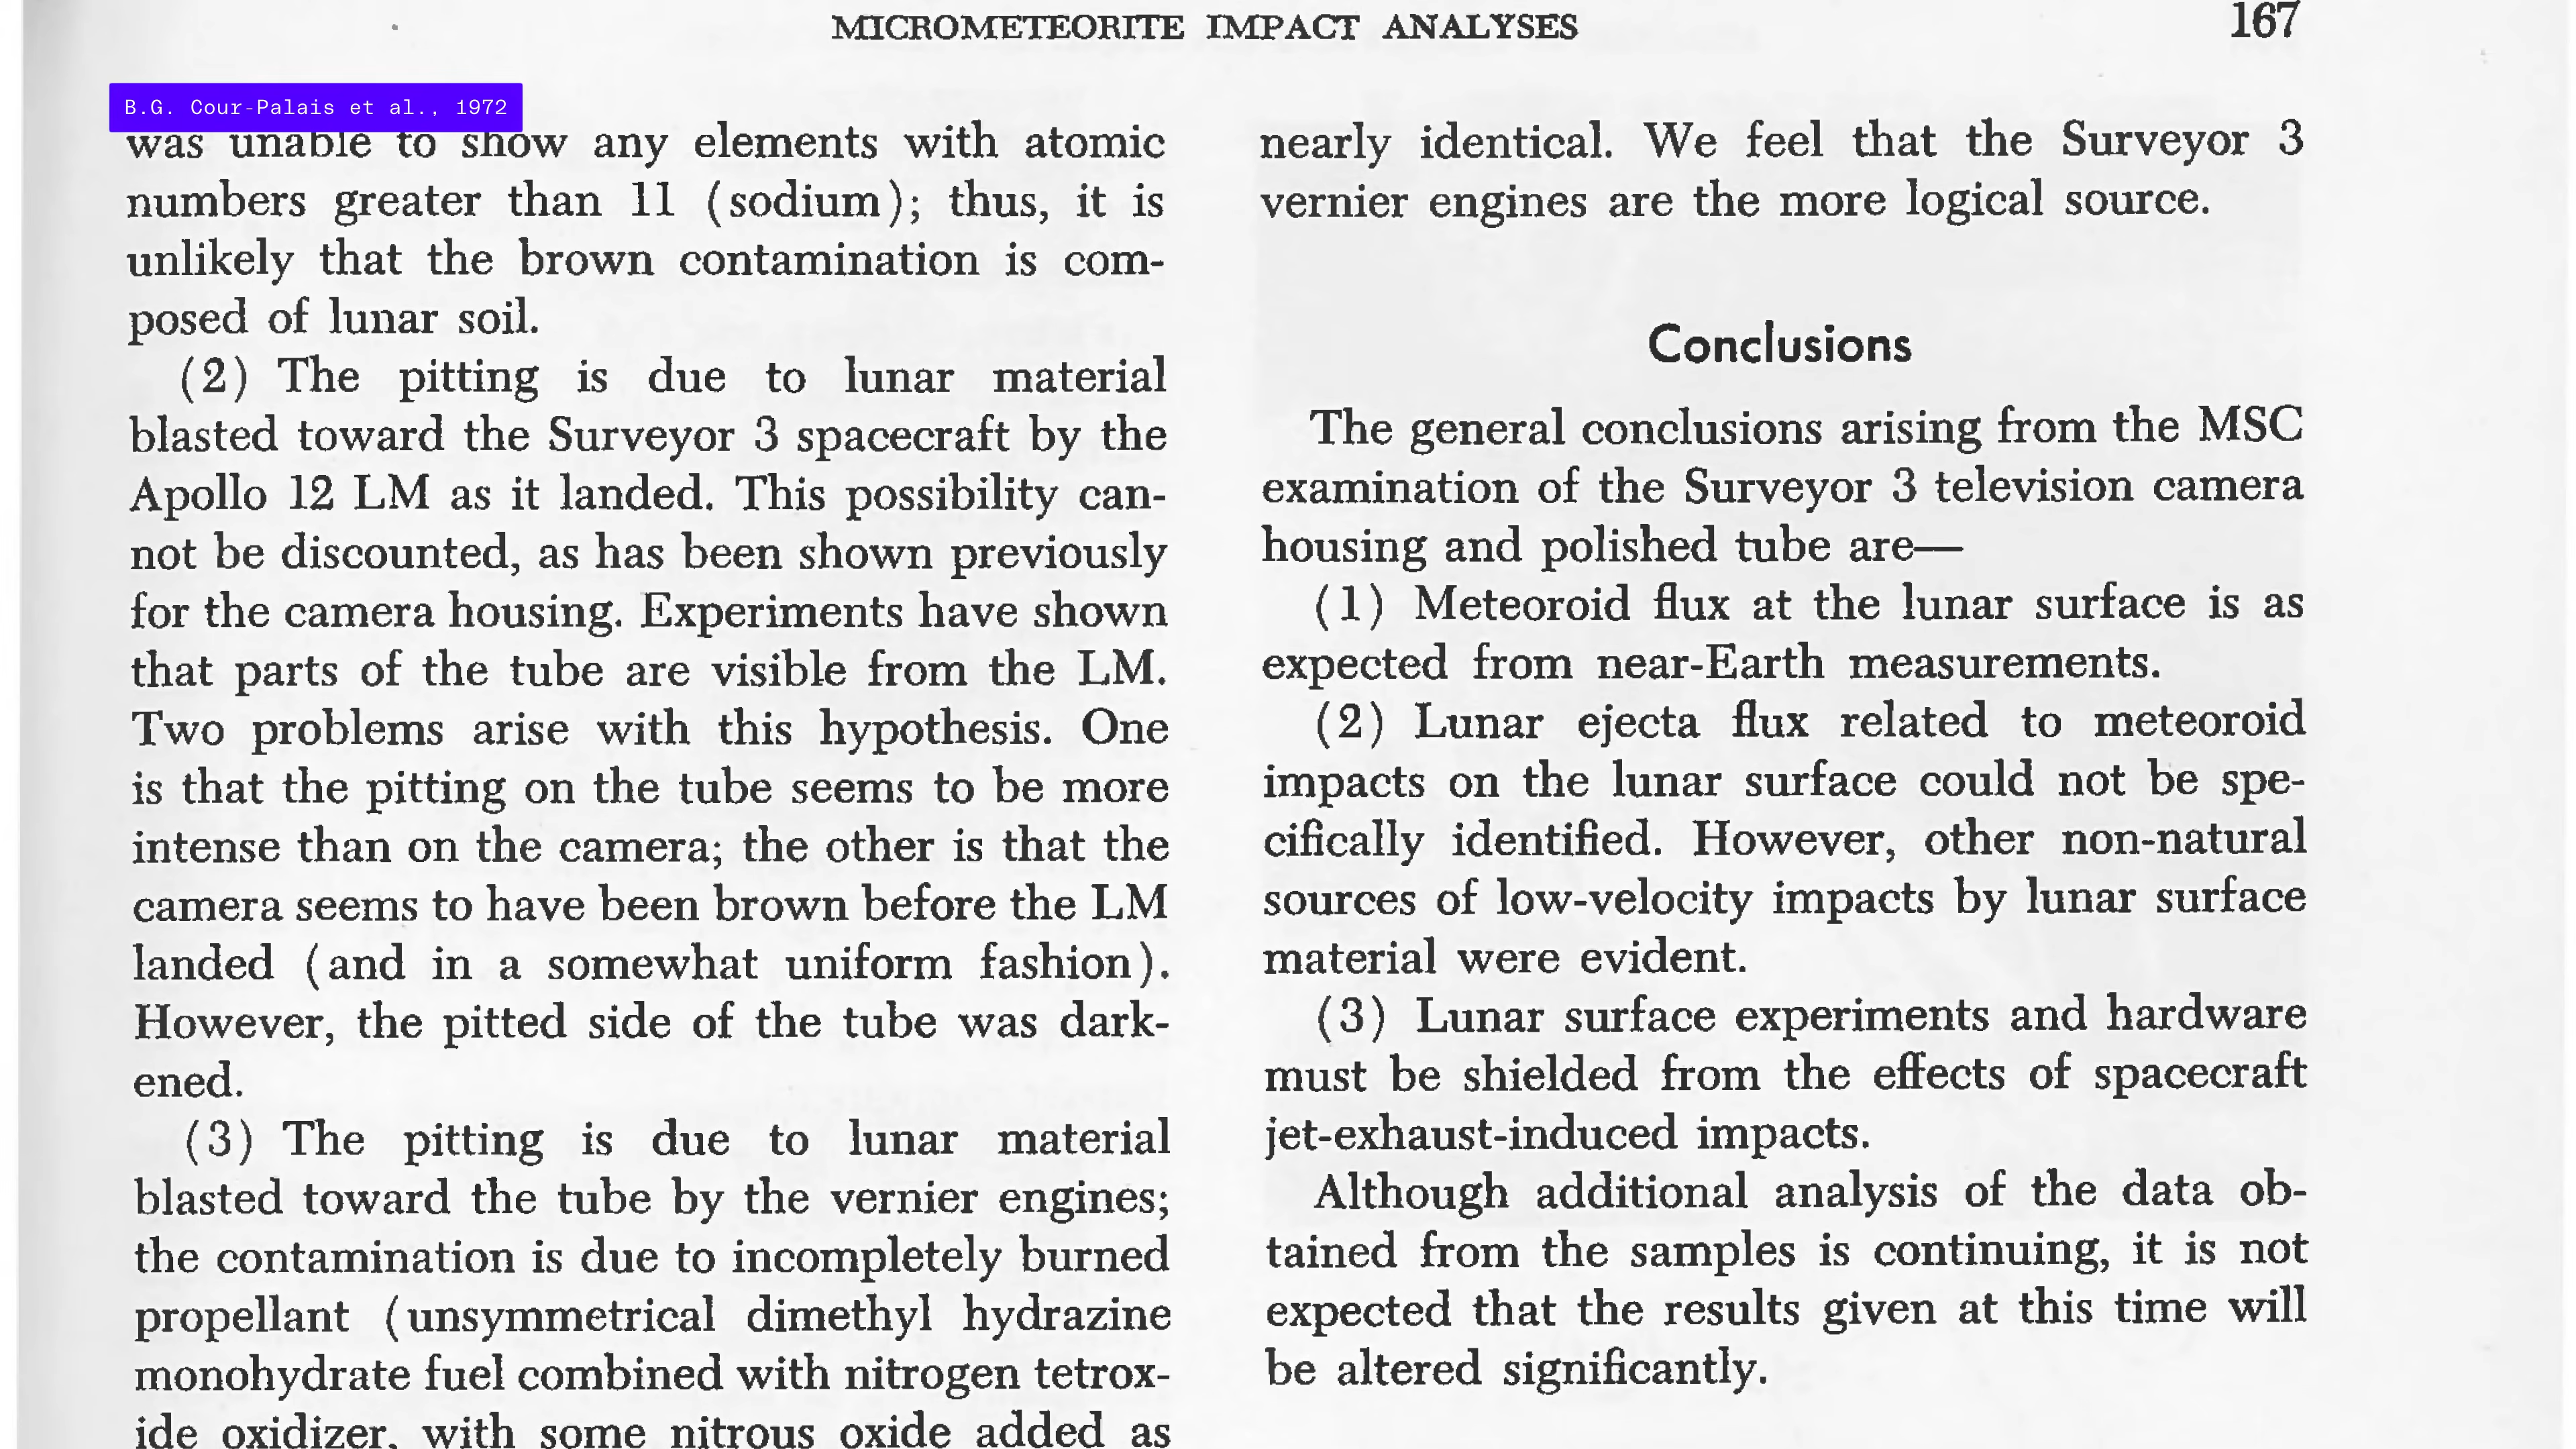 MICROMETEORITE IMPACT ANALYSES
167
B.G. Cour-Palais et al., 1972
was unable to show any elements with atomic
numbers greater than 11 (sodium); thus, it is
unlikely that the brown contamination is com-
posed of lunar soil.
(2) The pitting is due to lunar material
blasted toward the Surveyor 3 spacecraft by the
Apollo 12 LM as it landed. This possibility can-
not be discounted, as has been shown previously
for the camera housing. Experiments have shown
that parts of the tube are visible from the LM.
Two problems arise with this hypothesis. One
is that the pitting on the tube seems to be more
intense than on the camera; the other is that the
camera seems to have been brown before the LM
landed (and in a somewhat uniform fashion).
However, the pitted side of the tube was dark-
ened.
(3) The pitting is due to lunar material
blasted toward the tube by the vernier engines;
the contamination is due to incompletely burned
propellant (unsymmetrical dimethyl hydrazine
monohydrate fuel combined with nitrogen tetrox-
ide oxidizer, with some nitrous oxide added as
nearly identical. We feel that the Surveyor 3
vernier engines are the more logical source.
Conclusions
The general conclusions arising from the MSC
examination of the Surveyor 3 television camera
housing and polished tube are—
(1) Meteoroid flux at the lunar surface is as
expected from near-Earth measurements.
(2) Lunar ejecta flux related to meteoroid
impacts on the lunar surface could not be spe-
cifically identified. However, other non-natural
sources of low-velocity impacts by lunar surface
material were evident.
(3) Lunar surface experiments and hardware
must be shielded from the effects of spacecraft
jet-exhaust-induced impacts.
Although additional analysis of the data ob-
tained from the samples is continuing, it is not
expected that the results given at this time will
be altered significantly.